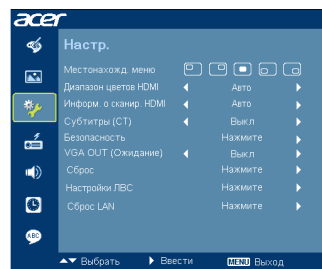 acer
Настр.
Местонахожд. меню
Диапазон цветов HDMI Авто
Информ. о сканир. HDMI Авто
Субтитры (CT) Выкл
Безопасность Нажмите
VGA OUT (Ожидание) Выкл
Сброс Нажмите
Настройки ЛВС Нажмите
Сброс LAN Нажмите
ABC
Выбрать Ввести MENU Выход